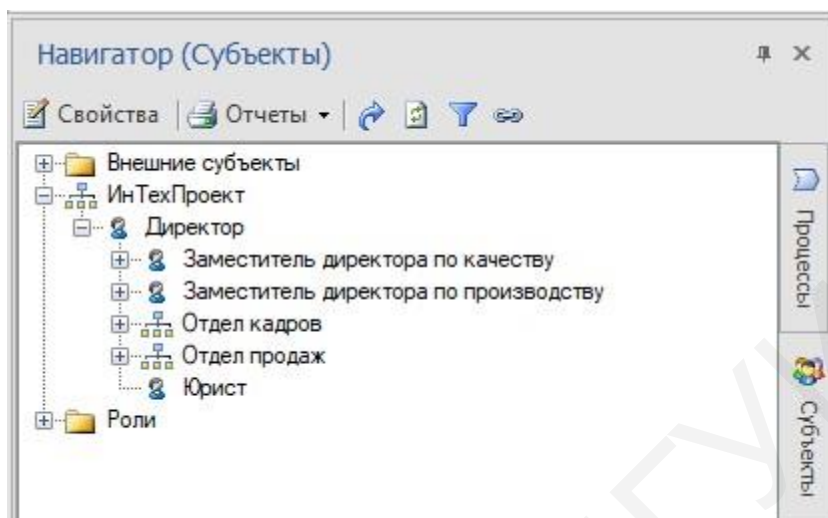 Навигатор (Субъекты)
Свойства Отчеты
Внешние субъекты
ИнТехПроект
Директор
Заместитель директора по качеству
Заместитель директора по производству
Отдел кадров
Отдел продаж
Юрист
Роли
Процессы
Субъекты